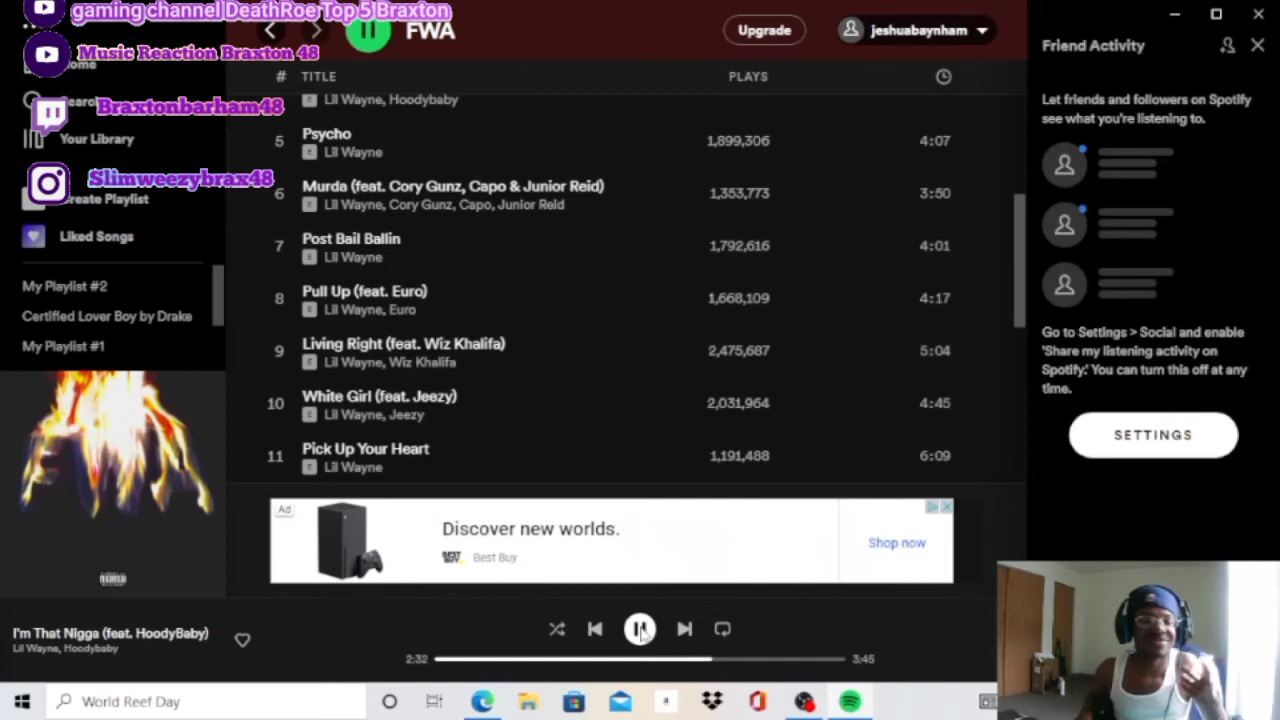 gaming channel DeathRoe Top 5 Braxton
Music Reaction Braxton 48
Braxtonbarham48
Slimweezybrax48
Your Library
Create Playlist
Liked Songs
My Playlist #2
Certified Lover Boy by Drake
My Playlist #1
FWA
Upgrade
jeshuabaynham
# TITLE PLAYS
E Lil Wayne, Hoodybaby
5 Psycho 1,899,306 4:07
E Lil Wayne
6 Murda (feat. Cory Gunz, Capo & Junior Reid) 1,353,773 3:50
E Lil Wayne, Cory Gunz, Capo, Junior Reid
7 Post Bail Ballin 1,792,616 4:01
E Lil Wayne
8 Pull Up (feat. Euro) 1,668,109 4:17
E Lil Wayne, Euro
9 Living Right (feat. Wiz Khalifa) 2,475,687 5:04
E Lil Wayne, Wiz Khalifa
10 White Girl (feat. Jeezy) 2,031,964 4:45
E Lil Wayne, Jeezy
11 Pick Up Your Heart 1,191,488 6:09
E Lil Wayne
Ad
Discover new worlds.
BEST BUY Best Buy
Shop now
Friend Activity
Let friends and followers on Spotify
see what you're listening to.
Go to Settings > Social and enable
'Share my listening activity on
Spotify.' You can turn this off at any
time.
SETTINGS
I'm That Nigga (feat. HoodyBaby)
Lil Wayne, Hoodybaby
2:32 3:45
World Reef Day